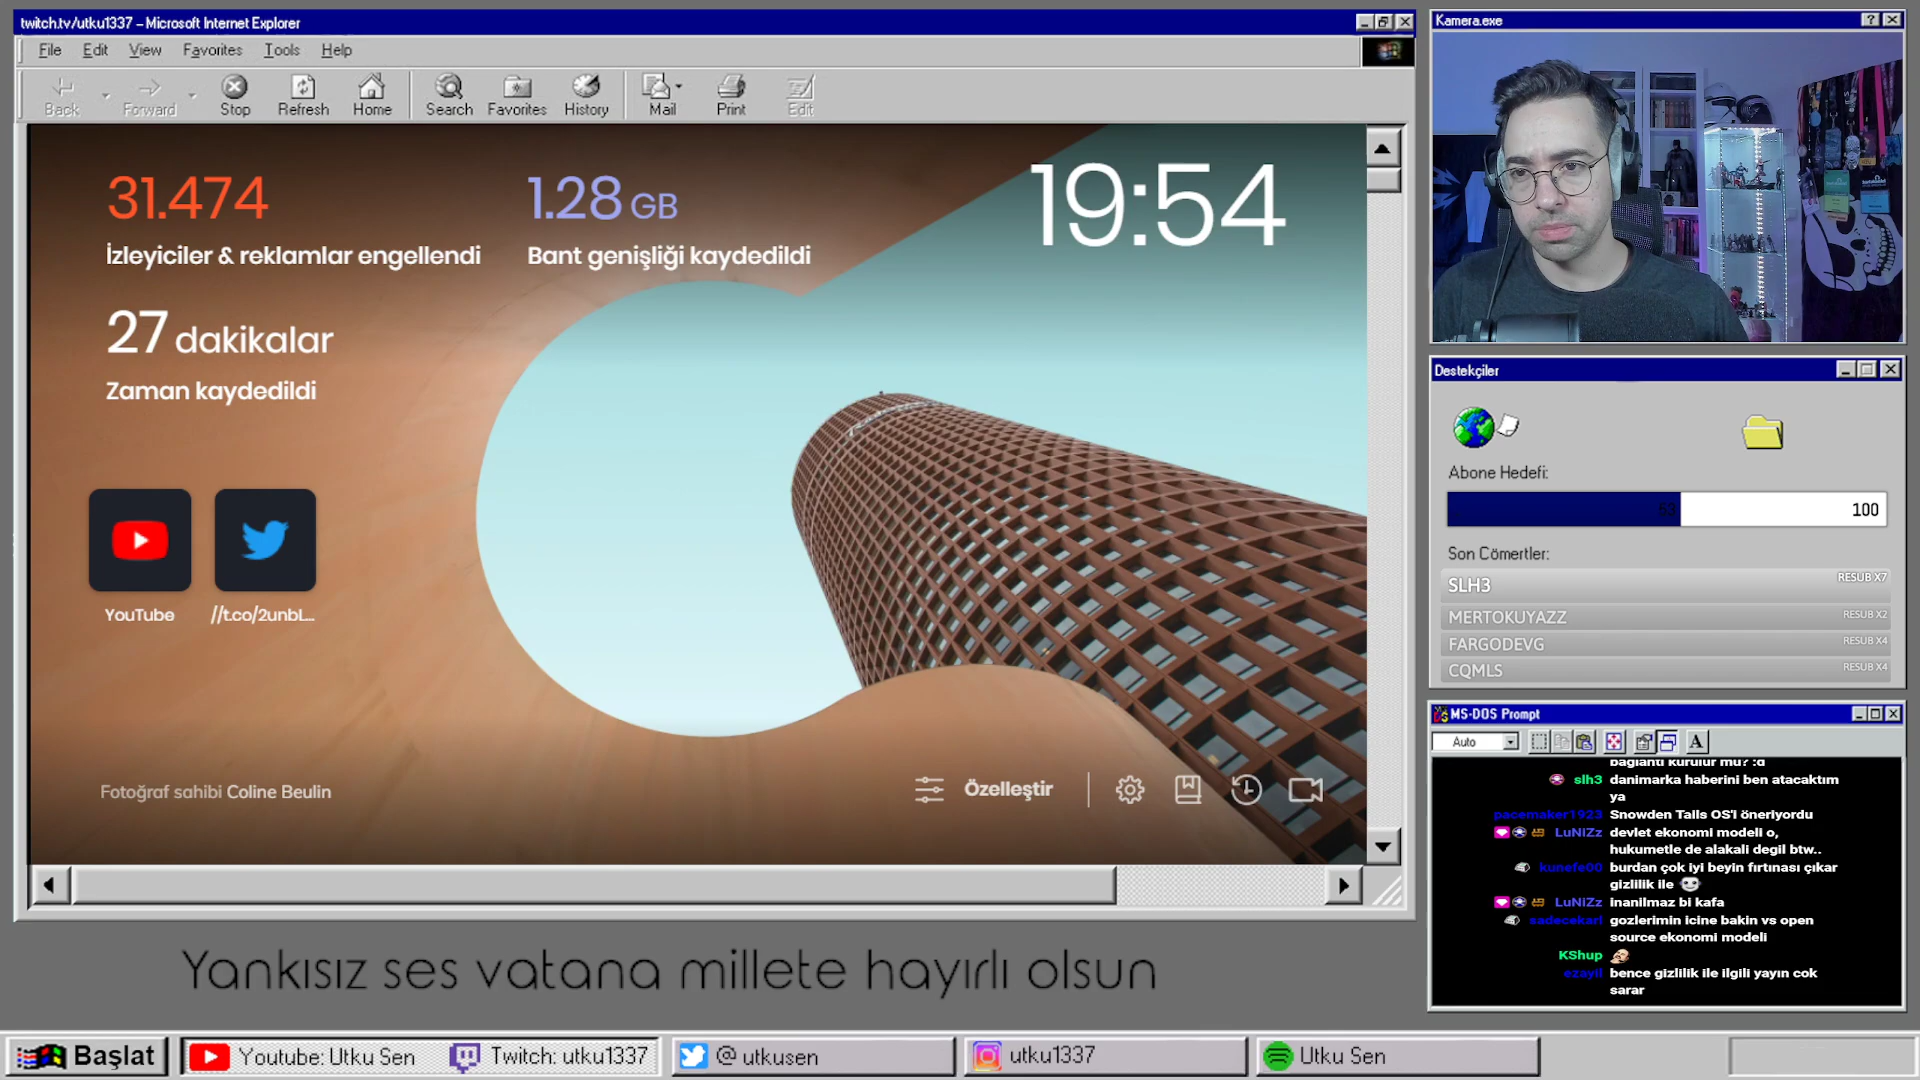 twitch.tv/utku1337 – Microsoft Internet Explorer
File Edit View Favorites Tools Help
Back Forward Stop Refresh Home Search Favorites History Mail Print Edit
31.474
İzleyiciler & reklamlar engellendi
1.28 GB
Bant genişliği kaydedildi
19:54
27 dakikalar
Zaman kaydedildi
YouTube
//t.co/2unbL...
Fotoğraf sahibi Coline Beulin
Özelleştir
Yankısız ses vatana millete hayırlı olsun
Kamera.exe
Destekçiler
Abone Hedefi:
53
100
Son Cömertler:
SLH3 RESUB X7
MERTOKUYAZZ RESUB X2
FARGODEVG RESUB X4
CQMLS RESUB X4
MS-DOS Prompt
Auto
A
bağlantı kurulur mu? :d
slh3 danimarka haberini ben atacaktım
ya
pacemaker1923 Snowden Tails OS'i öneriyordu
LuNiZz devlet ekonomi modeli o,
hukumetle de alakali degil btw..
kunefe00 burdan çok iyi beyin fırtınası çıkar
gizlilik ile
LuNiZz inanilmaz bi kafa
sadecekarl gozlerimin icine bakin vs open
source ekonomi modeli
KShup
ezayil bence gizlilik ile ilgili yayın cok
sarar
Başlat
Youtube: Utku Sen
Twitch: utku1337
@utkusen
utku1337
Utku Sen